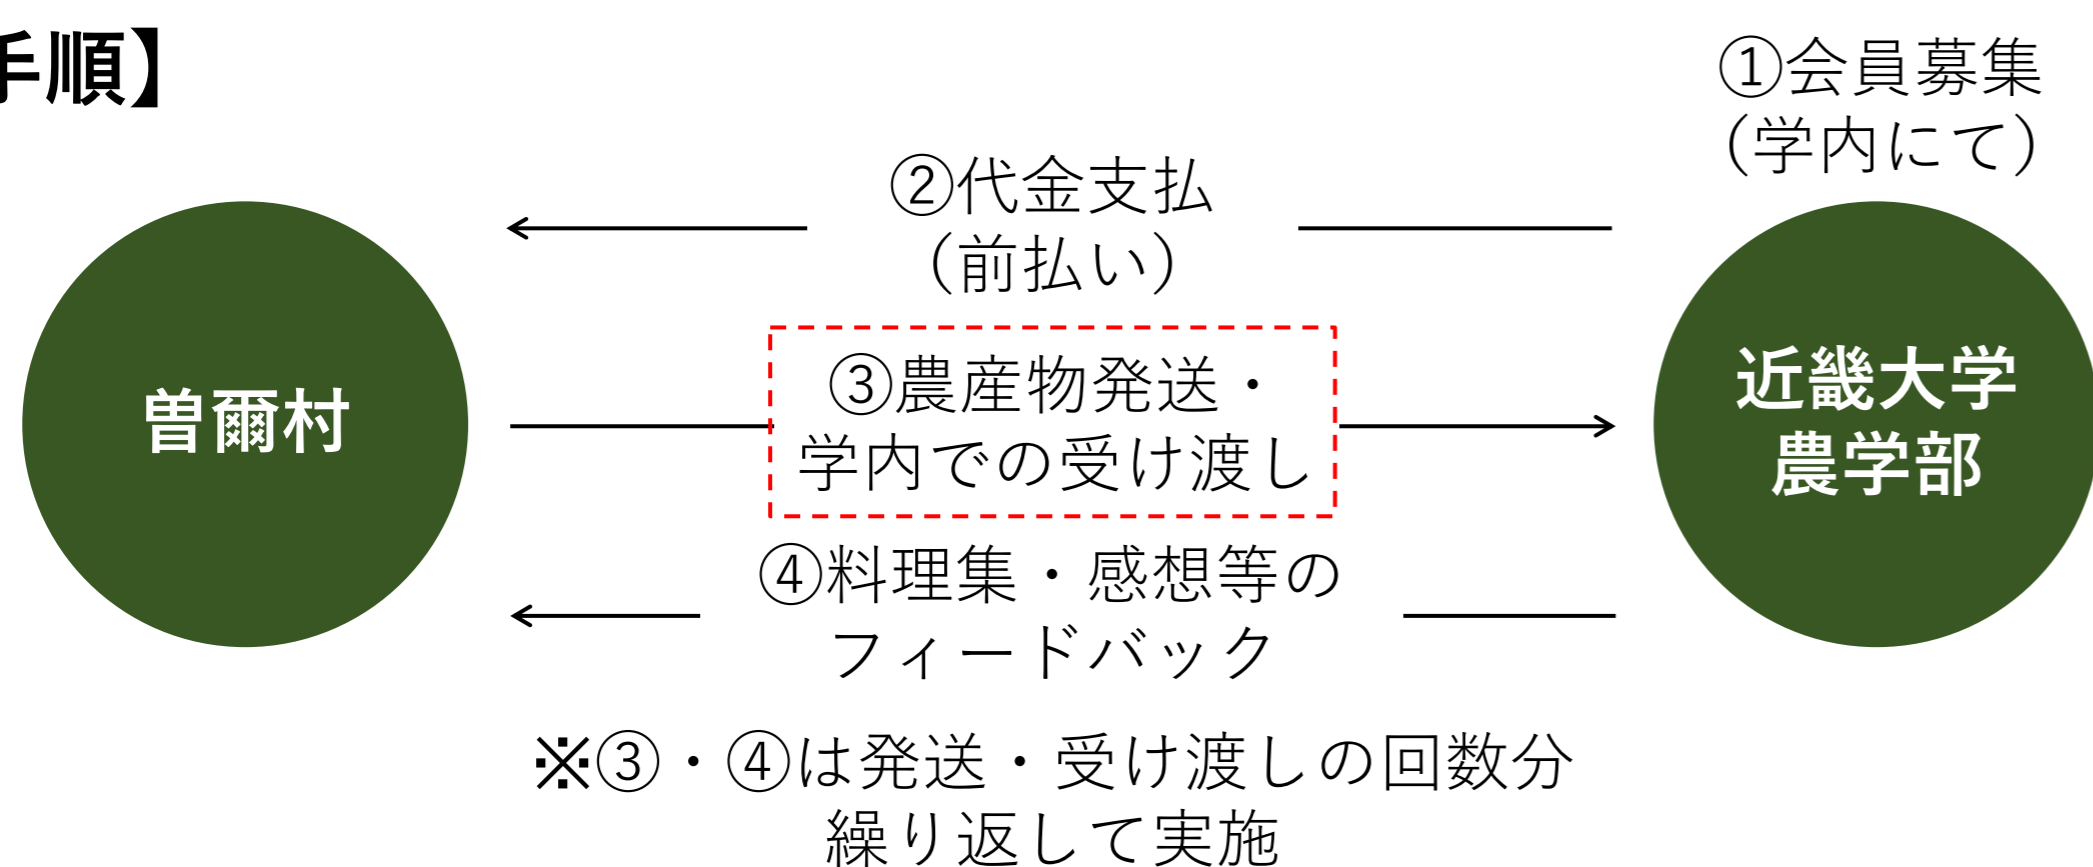 手順】
①会員募集
（学内にて）
②代金支払
（前払い）
③農産物発送・
学内での受け渡し
④料理集・感想等の
フィードバック
曽爾村
近畿大学
農学部
※③・④は発送・受け渡しの回数分
繰り返して実施